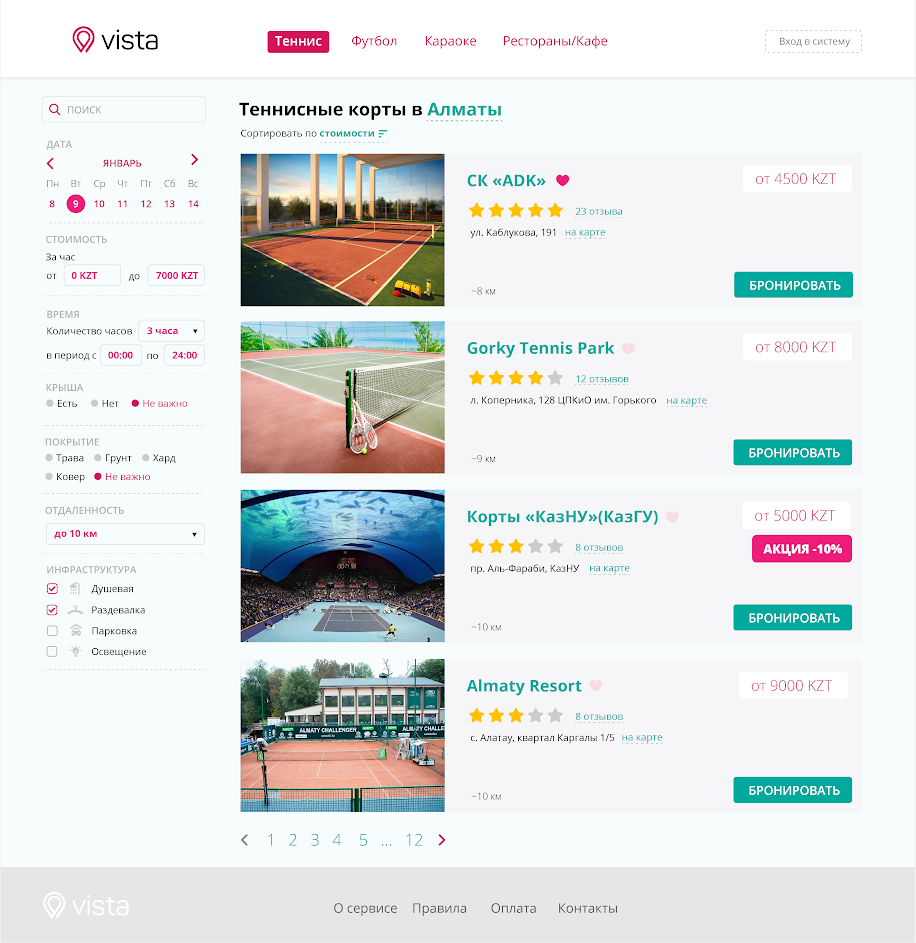 vista
Теннис Футбол Караоке Рестораны/Кафе
Вход в систему
ПОИСК
ДАТА
ЯНВАРЬ
Пн Вт Ср Чт Пт Сб Вс
8 9 10 11 12 13 14
СТОИМОСТЬ
За час
от 0 KZT до 7000 KZT
ВРЕМЯ
Количество часов 3 часа
в период с 00:00 по 24:00
КРЫША
Есть Нет Не важно
ПОКРЫТИЕ
Трава Грунт Хард
Ковер Не важно
ОТДАЛЕННОСТЬ
до 10 км
ИНФРАСТРУКТУРА
Душевая
Раздевалка
Парковка
Освещение
Теннисные корты в Алматы
Сортировать по стоимости
СК «ADK»
от 4500 KZT
23 отзыва
ул. Каблукова, 191 на карте
~8 км
БРОНИРОВАТЬ
Gorky Tennis Park
от 8000 KZT
12 отзывов
л. Коперника, 128 ЦПКиО им. Горького на карте
~9 км
БРОНИРОВАТЬ
Корты «КазНУ»(КазГУ)
от 5000 KZT
АКЦИЯ -10%
8 отзывов
пр. Аль-Фараби, КазНУ на карте
~10 км
БРОНИРОВАТЬ
ALMATY CHALLENGER
ALMATY CHALLEN
Almaty Resort
от 9000 KZT
8 отзывов
с. Алатау, квартал Каргалы 1/5 на карте
~10 км
БРОНИРОВАТЬ
1 2 3 4 5 ... 12
vista
О сервисе Правила Оплата Контакты